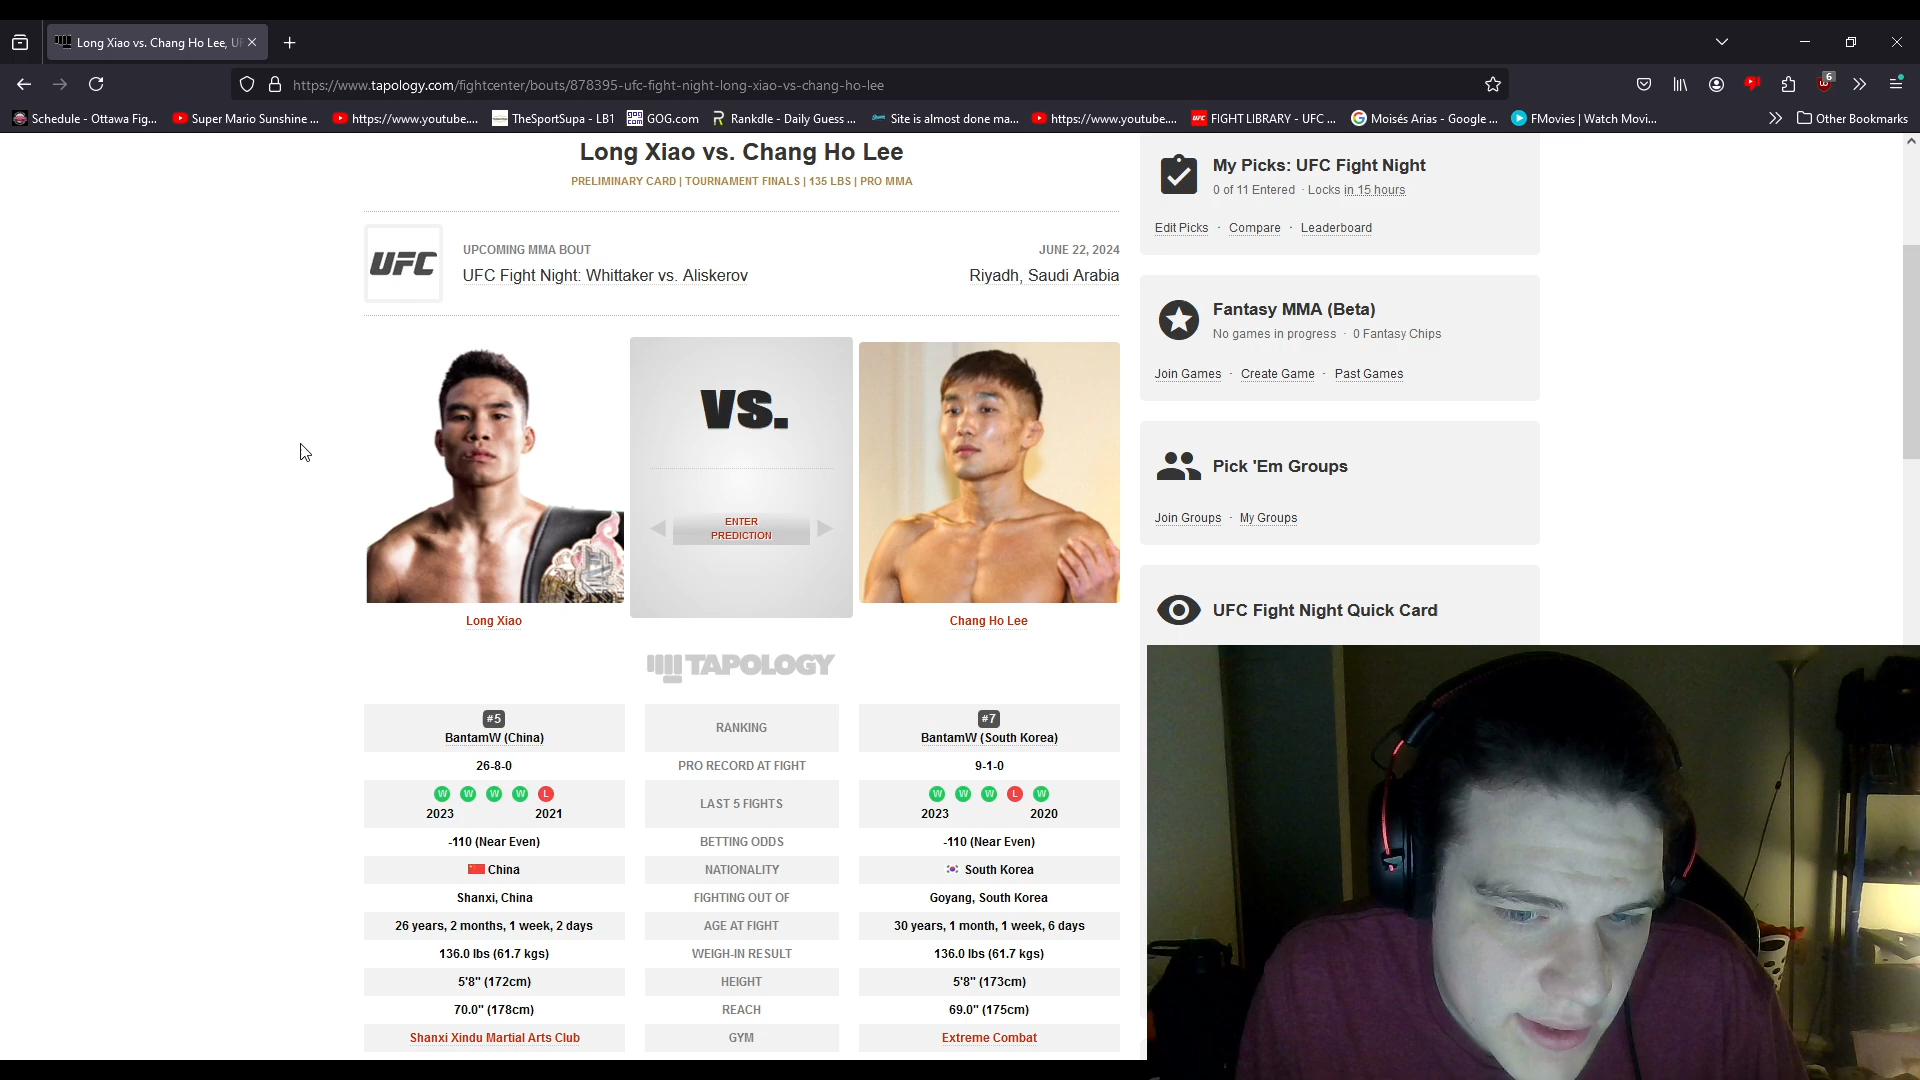 Long Xiao vs. Chang Ho Lee, UF
https://www.tapology.com/fightcenter/bouts/878395-ufc-fight-night-long-xiao-vs-chang-ho-lee
6
Schedule - Ottawa Fig...
Super Mario Sunshine ...
https://www.youtube....
TheSportSupa - LB1
GOG.com
Rankdle - Daily Guess ...
Site is almost done ma...
https://www.youtube....
FIGHT LIBRARY - UFC ...
Moisés Arias - Google ...
FMovies | Watch Movi...
Other Bookmarks
Long Xiao vs. Chang Ho Lee
PRELIMINARY CARD | TOURNAMENT FINALS | 135 LBS | PRO MMA
UFC
UPCOMING MMA BOUT
JUNE 22, 2024
UFC Fight Night: Whittaker vs. Aliskerov
Riyadh, Saudi Arabia
VS.
ENTER
PREDICTION
Long Xiao
Chang Ho Lee
TAPOLOGY
#5
BantamW (China)
RANKING
#7
BantamW (South Korea)
26-8-0
PRO RECORD AT FIGHT
9-1-0
W W W W L
2023 2021
LAST 5 FIGHTS
W W W L W
2023 2020
-110 (Near Even)
BETTING ODDS
-110 (Near Even)
China
NATIONALITY
South Korea
Shanxi, China
FIGHTING OUT OF
Goyang, South Korea
26 years, 2 months, 1 week, 2 days
AGE AT FIGHT
30 years, 1 month, 1 week, 6 days
136.0 lbs (61.7 kgs)
WEIGH-IN RESULT
136.0 lbs (61.7 kgs)
5'8" (172cm)
HEIGHT
5'8" (173cm)
70.0" (178cm)
REACH
69.0" (175cm)
Shanxi Xindu Martial Arts Club
GYM
Extreme Combat
My Picks: UFC Fight Night
0 of 11 Entered · Locks in 15 hours
Edit Picks · Compare · Leaderboard
Fantasy MMA (Beta)
No games in progress · 0 Fantasy Chips
Join Games · Create Game · Past Games
Pick 'Em Groups
Join Groups · My Groups
UFC Fight Night Quick Card